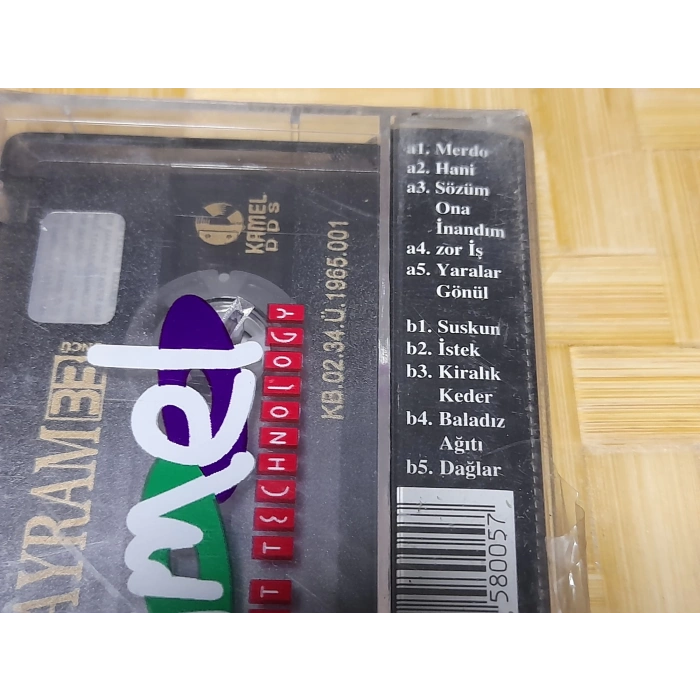 a1. Merdo
a2. Hani
a3. Sözüm
Ona
İnandım
a4. zor İş
a5. Yaralar
Gönül
b1. Suskun
b2. İstek
b3. Kiralık
Keder
b4. Baladız
Ağıtı
b5. Dağlar
580057
KAMEL
DDS
KB.02.34.Ü.1965.001
TECHNOLOGY
mel